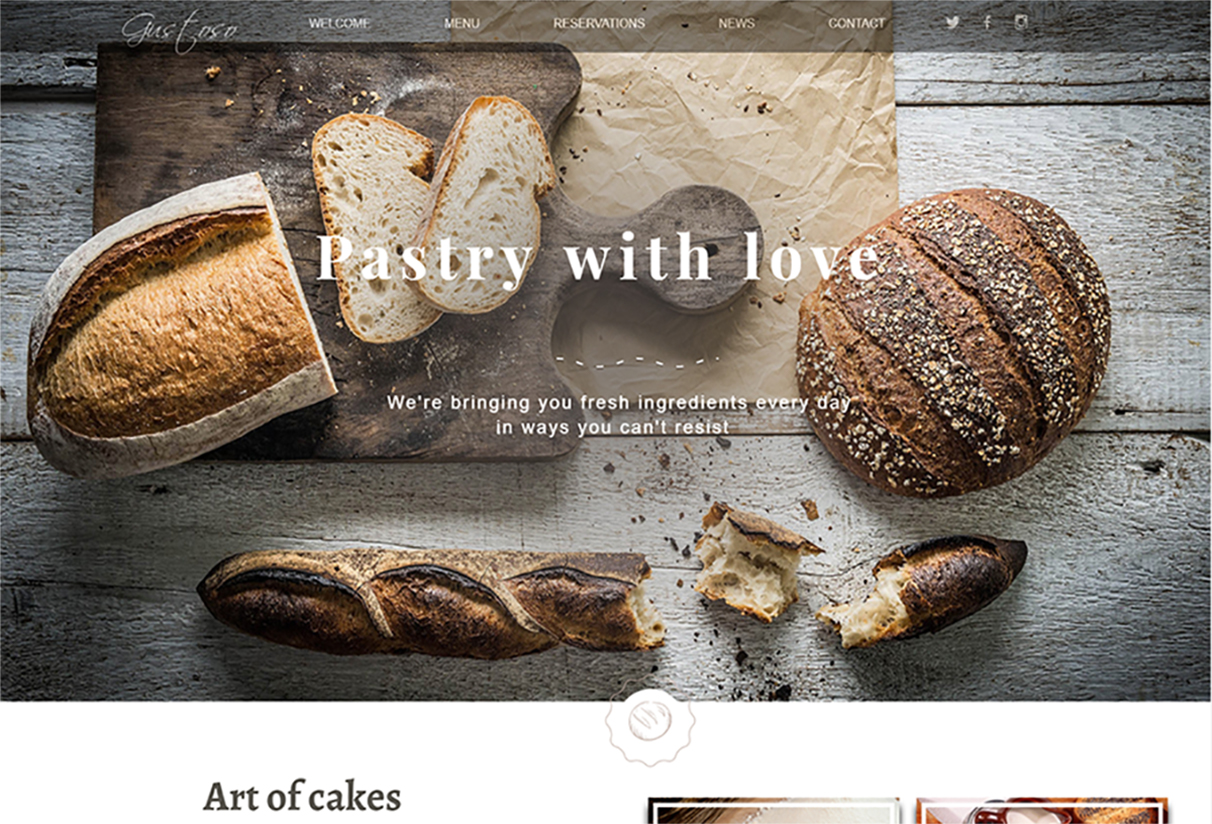 Gustoso
WELCOME
MENU
RESERVATIONS
NEWS
CONTACT
Pastry with love
We're bringing you fresh ingredients every day
in ways you can't resist
Art of cakes